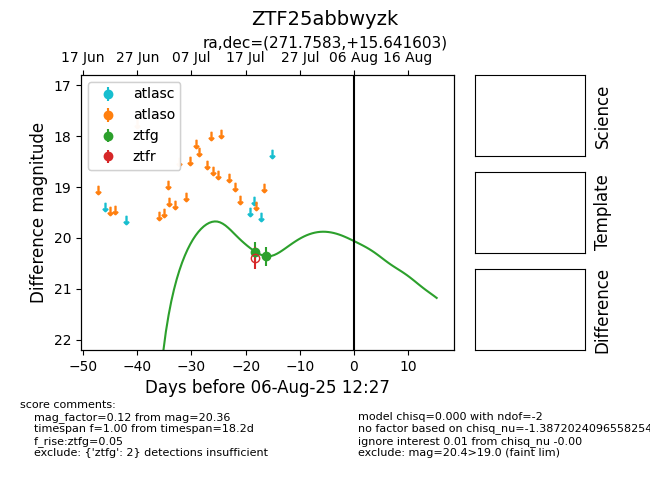 ZTF25abbwyzk
ra,dec=(271.7583,+15.641603)
17 Jun 27 Jun 07 Jul 17 Jul 27 Jul 06 Aug 16 Aug
17
18
19
20
21
22
Difference magnitude
atlasc
atlaso
ztfg
ztfr
−50 −40 −30 −20 −10 0 10
Days before 06-Aug-25 12:27
Science
Template
Difference
score comments:
mag_factor=0.12 from mag=20.36
timespan f=1.00 from timespan=18.2d
f_rise:ztfg=0.05
exclude: {'ztfg': 2} detections insufficient
model chisq=0.000 with ndof=-2
no factor based on chisq_nu=-1.3872024096558254
ignore interest 0.01 from chisq_nu -0.00
exclude: mag=20.4>19.0 (faint lim)